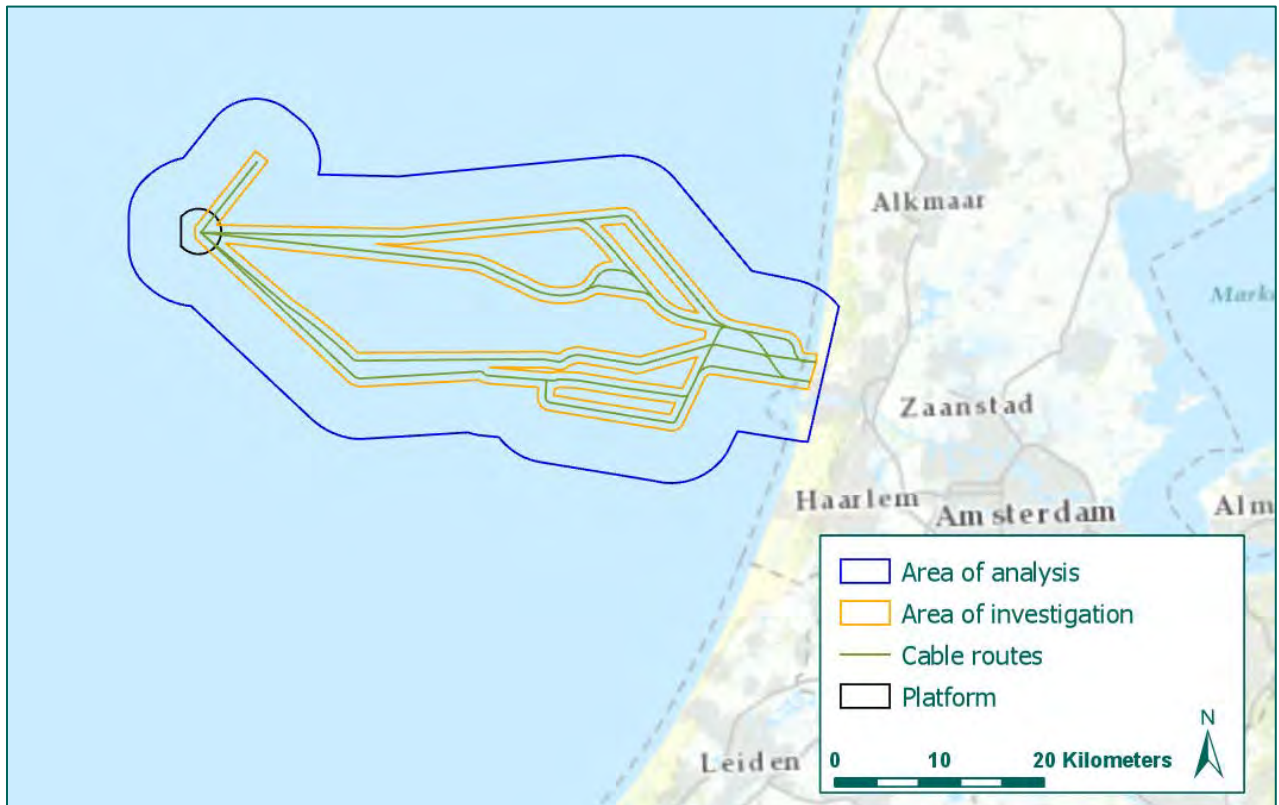 Alkmaar
Mark
Zaanstad
Haarlem
Amsterdam
Alm
Area of analysis
Area of investigation
Cable routes
Platform
N
0 10 20 Kilometers
Leiden